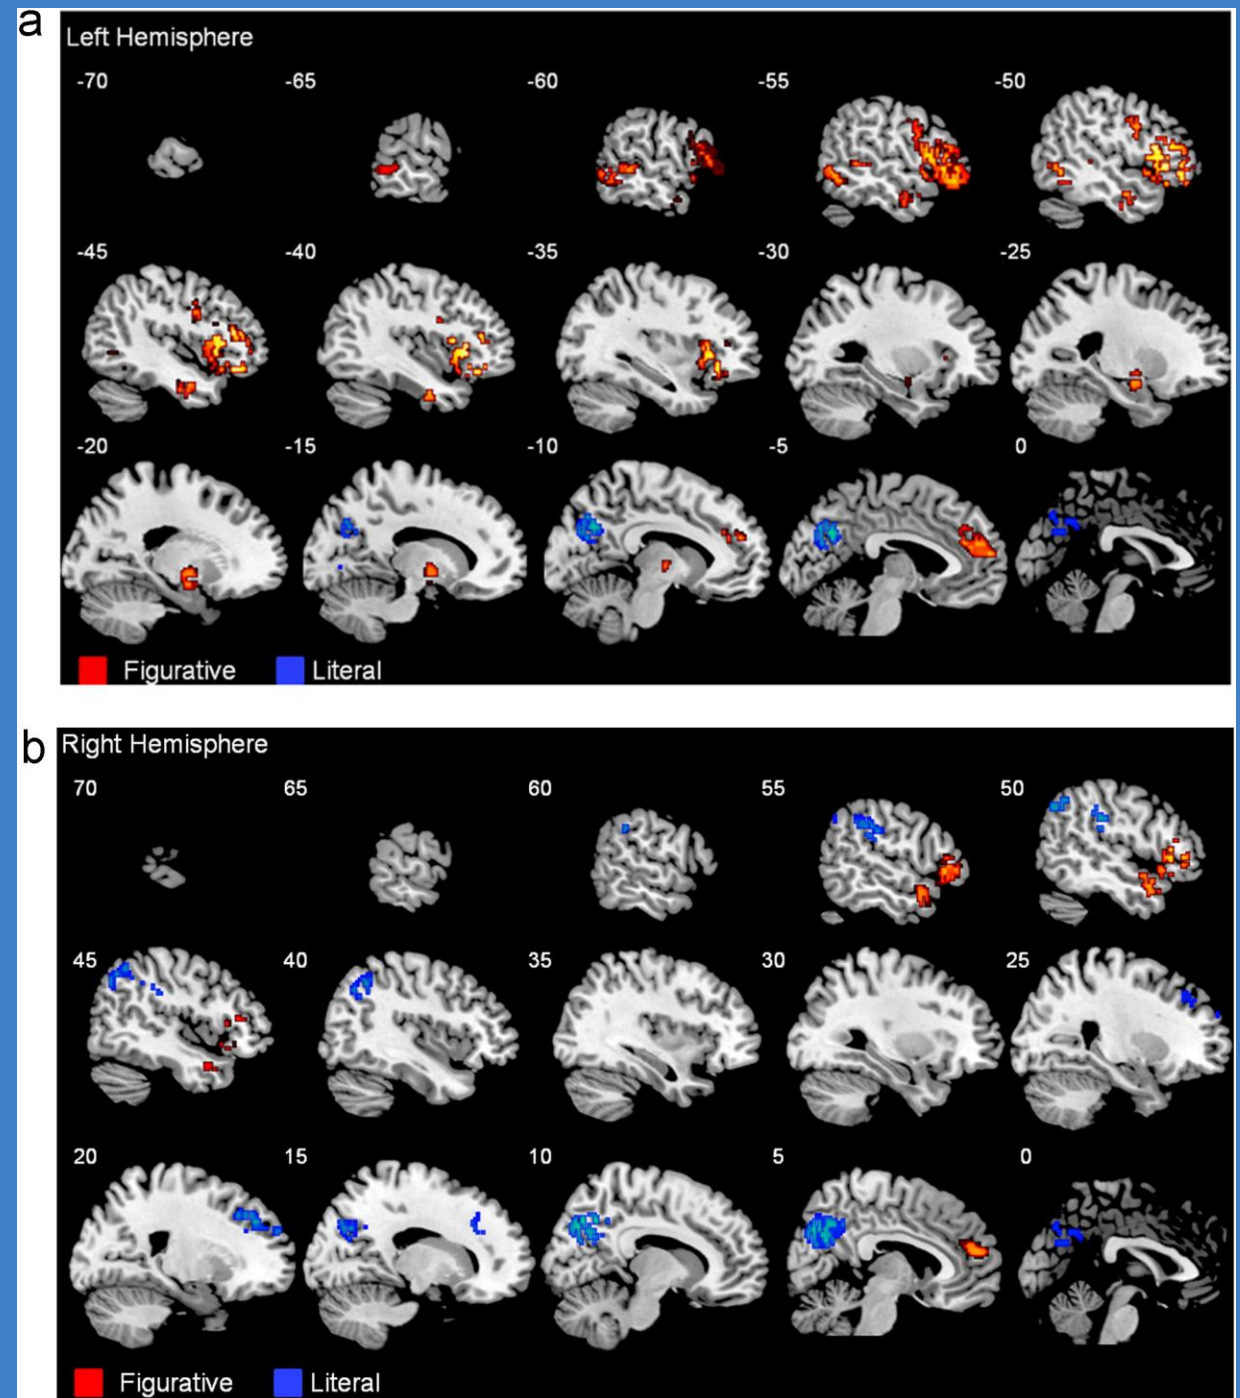 a
Left Hemisphere
-70 -65 -60 -55 -50
-45 -40 -35 -30 -25
-20 -15 -10 -5 0
Figurative Literal
b
Right Hemisphere
70 65 60 55 50
45 40 35 30 25
20 15 10 5 0
Figurative Literal